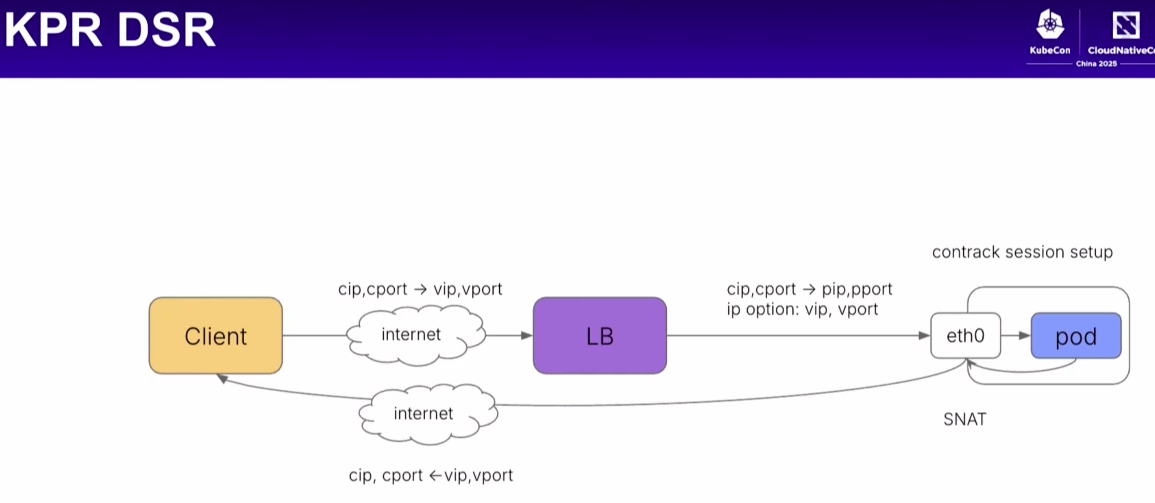 KPR DSR
KubeCon
CloudNativeC
China 2025
contrack session setup
cip,cport → vip,vport
cip,cport → pip,pport
ip option: vip, vport
Client
internet
LB
eth0
pod
internet
SNAT
cip, cport ←vip,vport